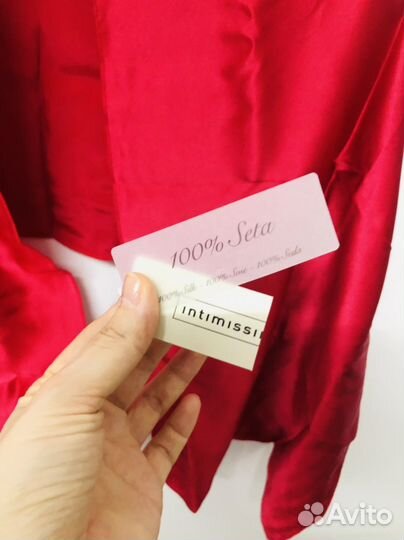 100% Seta
100% Silk - 100% Soie - 100% Seda
intimissi
Avito